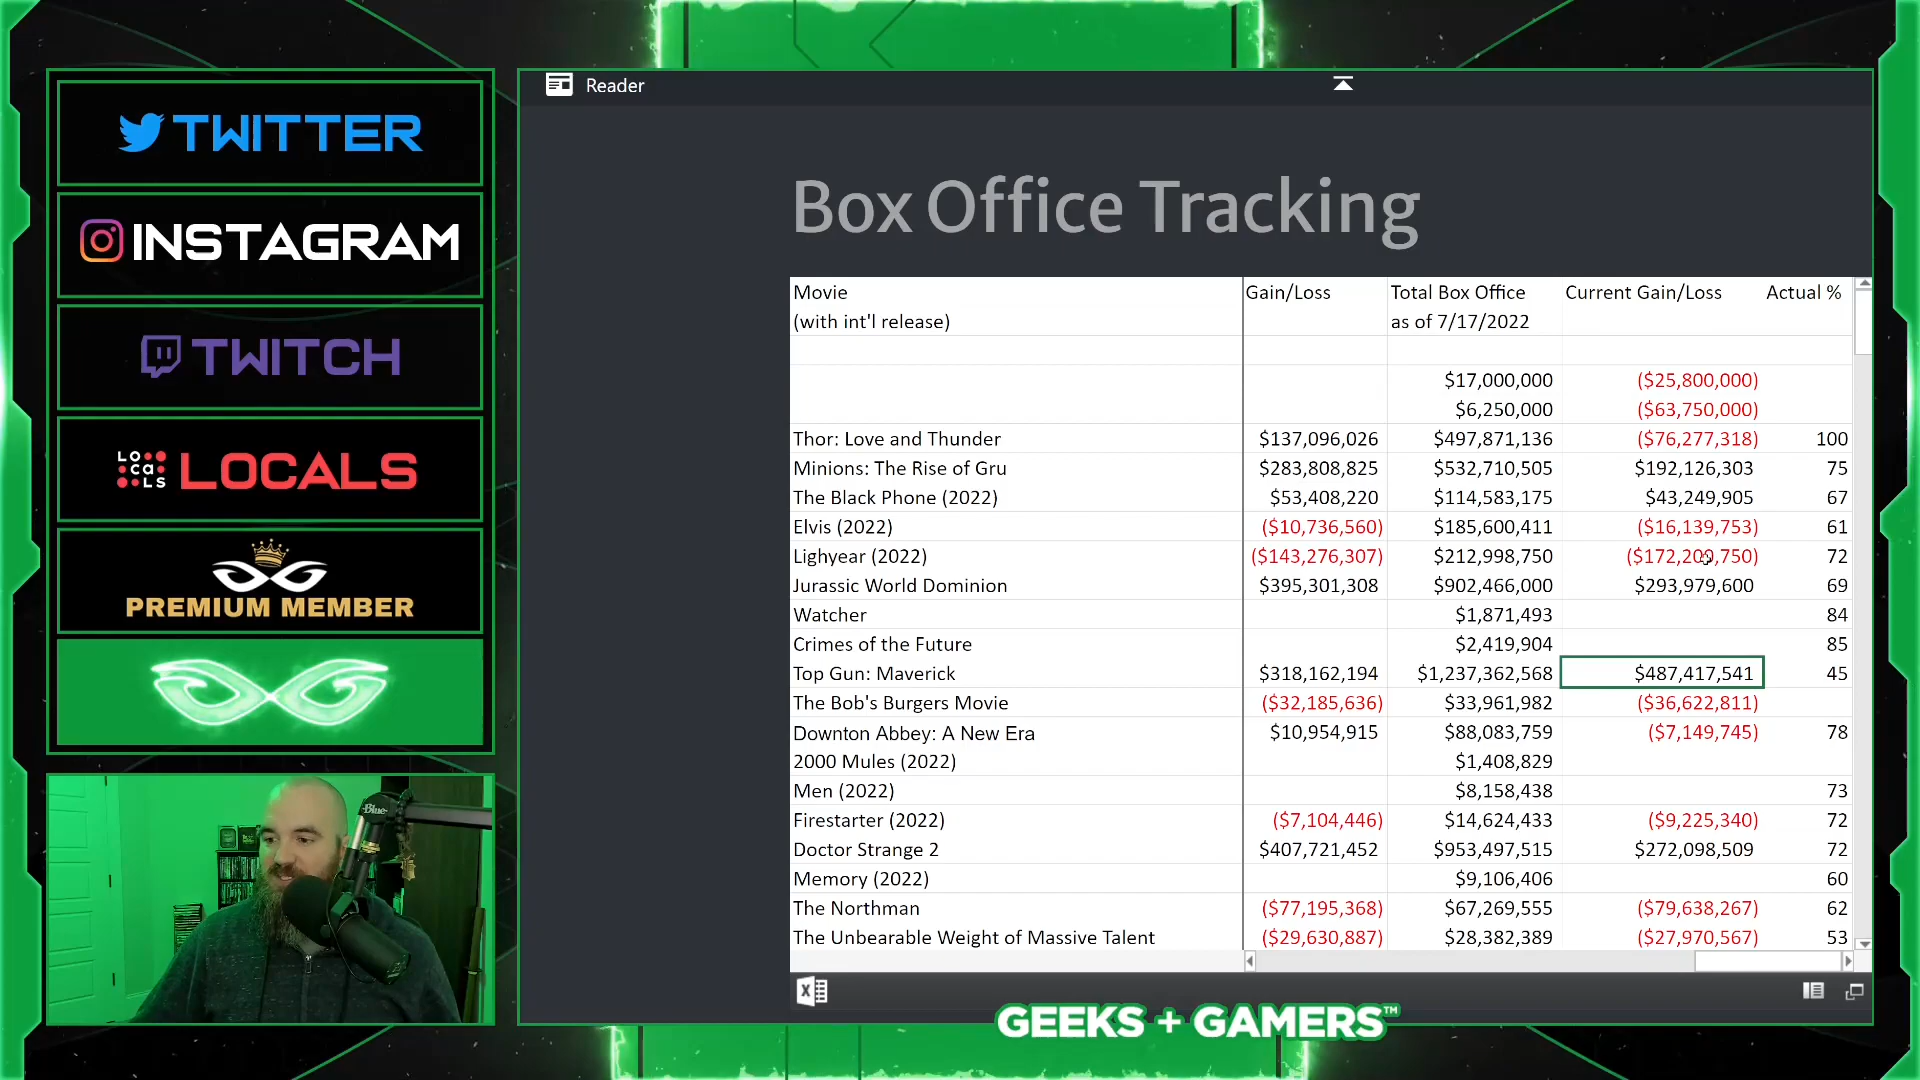 TWITTER
INSTAGRAM
TWITCH
LOCALS
LOCALS
PREMIUM MEMBER
Blue
Reader
Box Office Tracking
Movie (with int'l release) Gain/Loss Total Box Office as of 7/17/2022 Current Gain/Loss Actual %
$17,000,000 ($25,800,000)
$6,250,000 ($63,750,000)
Thor: Love and Thunder $137,096,026 $497,871,136 ($76,277,318) 100
Minions: The Rise of Gru $283,808,825 $532,710,505 $192,126,303 75
The Black Phone (2022) $53,408,220 $114,583,175 $43,249,905 67
Elvis (2022) ($10,736,560) $185,600,411 ($16,139,753) 61
Lighyear (2022) ($143,276,307) $212,998,750 ($172,200,750) 72
Jurassic World Dominion $395,301,308 $902,466,000 $293,979,600 69
Watcher $1,871,493 84
Crimes of the Future $2,419,904 85
Top Gun: Maverick $318,162,194 $1,237,362,568 $487,417,541 45
The Bob's Burgers Movie ($32,185,636) $33,961,982 ($36,622,811)
Downton Abbey: A New Era $10,954,915 $88,083,759 ($7,149,745) 78
2000 Mules (2022) $1,408,829
Men (2022) $8,158,438 73
Firestarter (2022) ($7,104,446) $14,624,433 ($9,225,340) 72
Doctor Strange 2 $407,721,452 $953,497,515 $272,098,509 72
Memory (2022) $9,106,406 60
The Northman ($77,195,368) $67,269,555 ($79,638,267) 62
The Unbearable Weight of Massive Talent ($29,630,887) $28,382,389 ($27,970,567) 53
GEEKS + GAMERS™